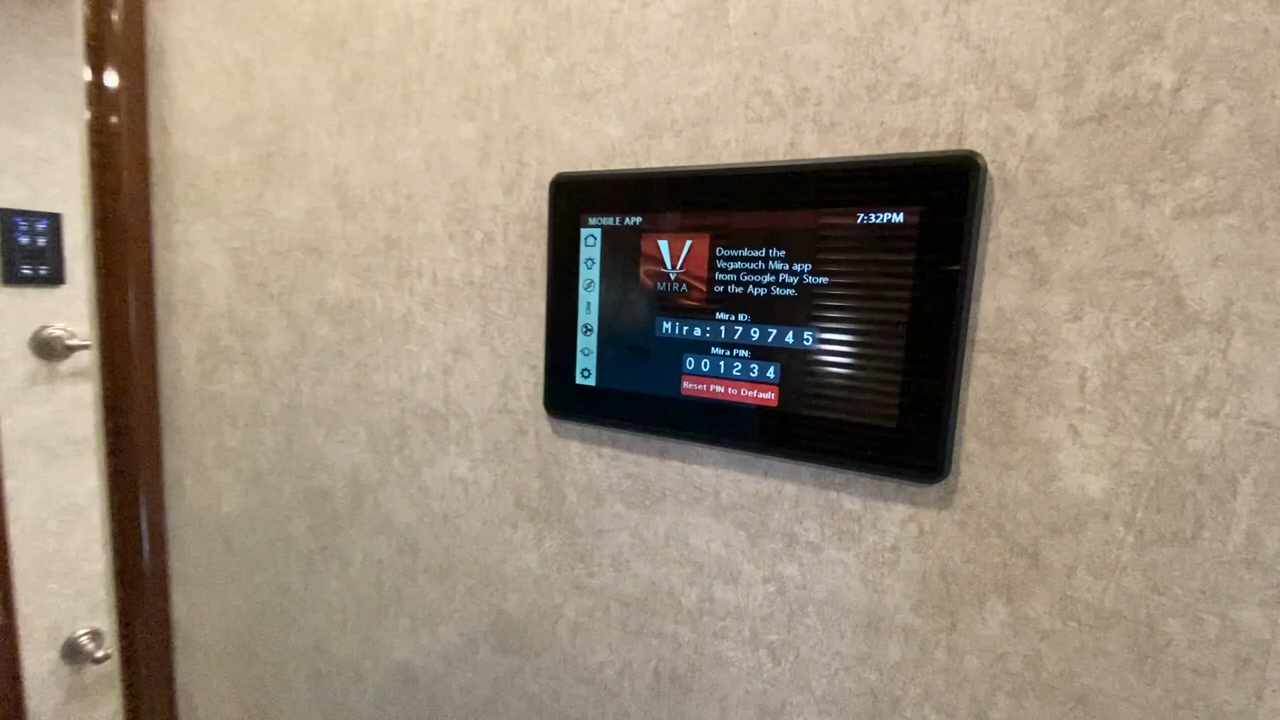 MOBILE APP
7:32PM
V
V
MIRA
Download the
Vegatouch Mira app
from Google Play Store
or the App Store.
Mira ID:
Mira:179745
Mira PIN:
001234
Reset PIN to Default